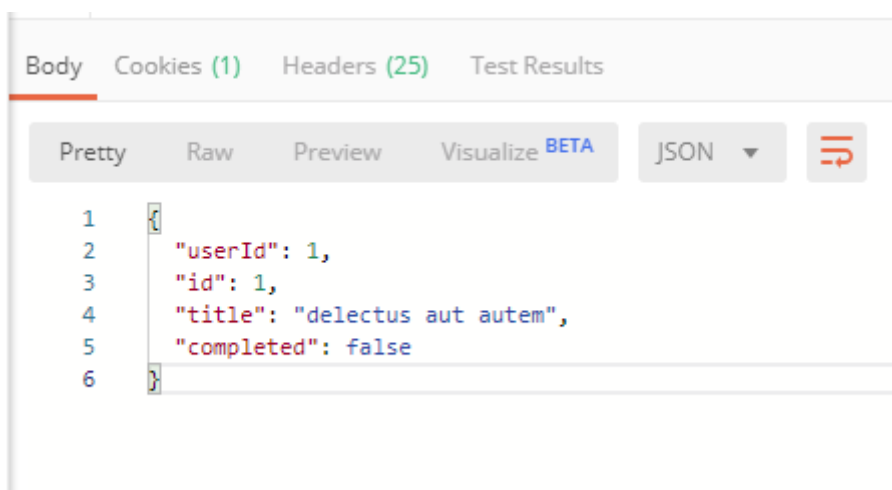 Body Cookies (1) Headers (25) Test Results
Pretty Raw Preview Visualize BETA JSON
1 {
2 "userId": 1,
3 "id": 1,
4 "title": "delectus aut autem",
5 "completed": false
6 }